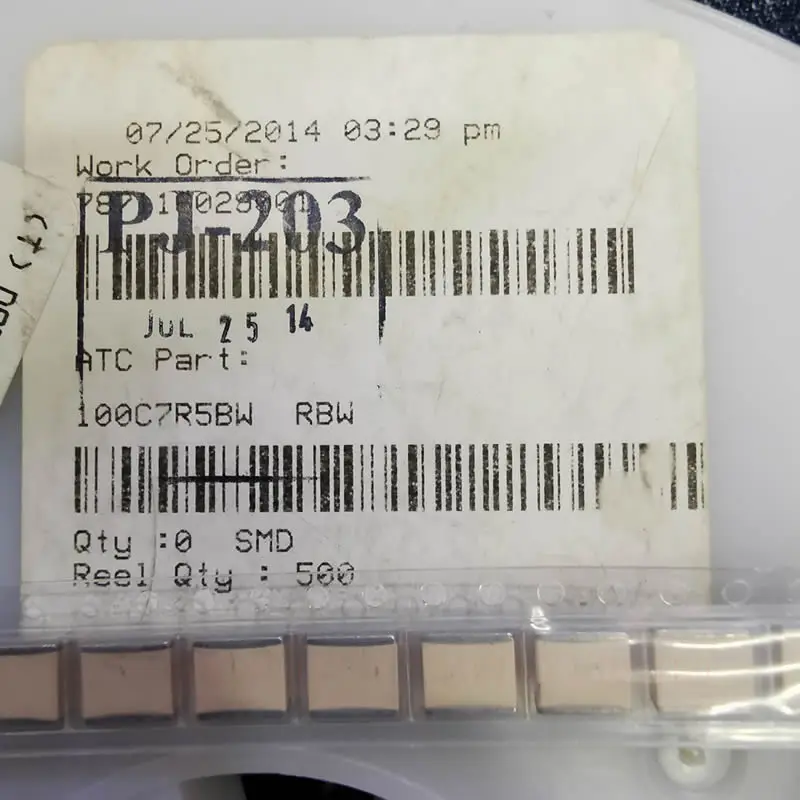 07/25/2014 03:29 pm
Work Order:
PJ-203
JUL 25 14
ATC Part:
100C7R5BW RBW
Qty :0 SMD
Reel Qty : 500